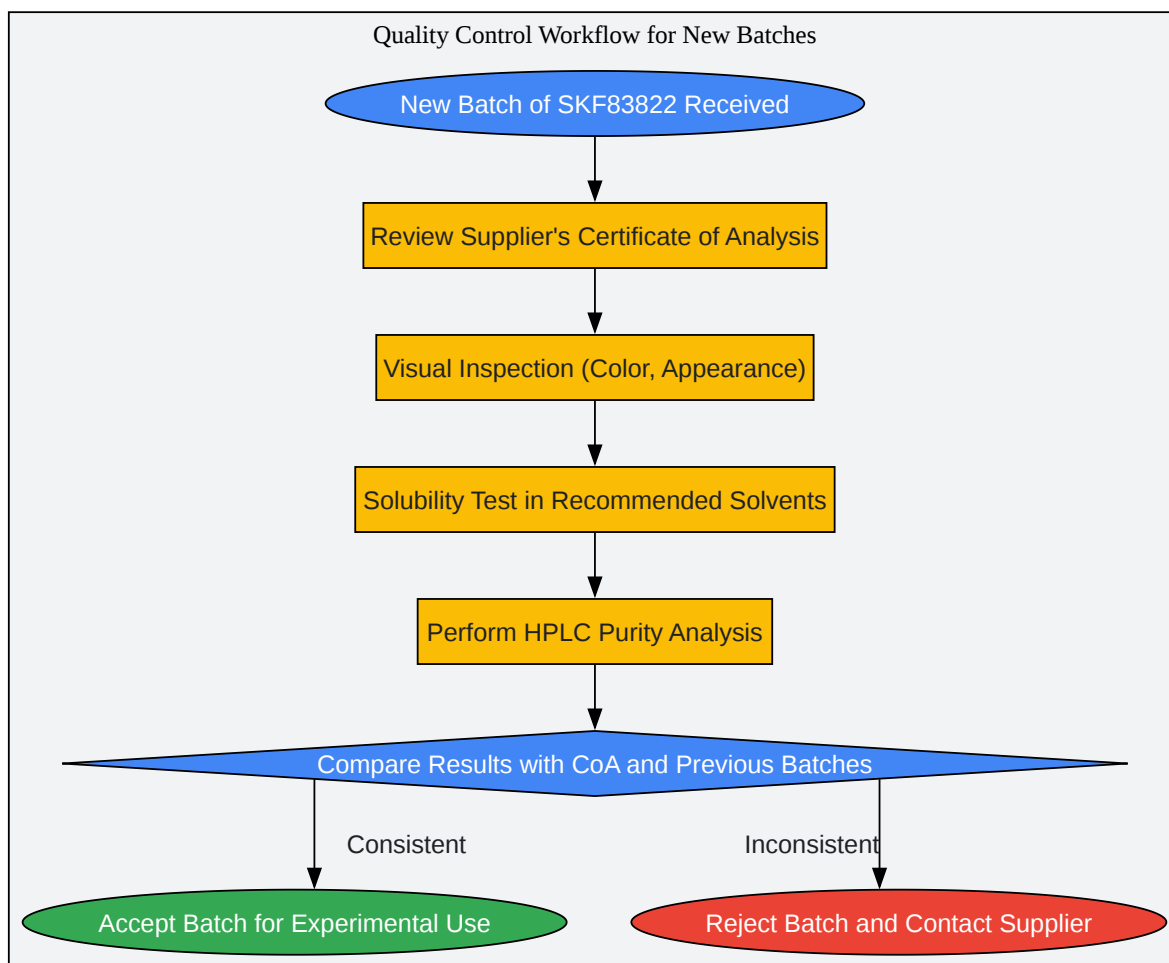 Quality Control Workflow for New Batches
New Batch of SKF83822 Received
Review Supplier's Certificate of Analysis
Visual Inspection (Color, Appearance)
Solubility Test in Recommended Solvents
Perform HPLC Purity Analysis
Compare Results with CoA and Previous Batches
Consistent
Inconsistent
Accept Batch for Experimental Use
Reject Batch and Contact Supplier